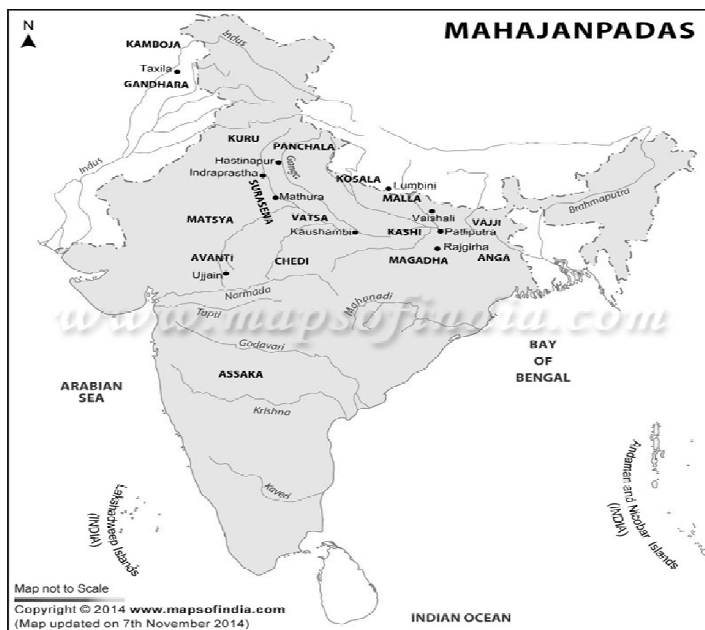 MAHAJANPADAS
N
KAMBOJA
Indus
Taxila
GANDHARA
KURU
PANCHALA
Hastinapur
Ganga
Indraprastha
KOSALA
Lumbini
SURASENA
MALLA
Brahmaputra
Mathura
MATSYA
VATSA
Vaishali
VAJJI
Kaushambi
KASHI
Patliputra
Rajgirha
AVANTI
CHEDI
MAGADHA
ANGA
Ujjain
Indus
Narmada
Mahanadi
Tapti
www.mapsofindia.com
Godavari
BAY
OF
BENGAL
ARABIAN
SEA
ASSAKA
Krishna
Kaveri
Lakshadweep Islands
(INDIA)
Andaman and Nicobar Islands
(INDIA)
Map not to Scale
Copyright © 2014 www.mapsofindia.com
(Map updated on 7th November 2014)
INDIAN OCEAN